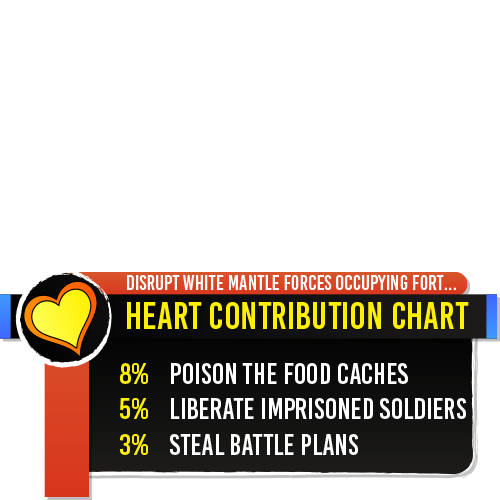 DISRUPT WHITE MANTLE FORCES OCCUPYING FORT...
HEART CONTRIBUTION CHART
8% POISON THE FOOD CACHES
5% LIBERATE IMPRISONED SOLDIERS
3% STEAL BATTLE PLANS